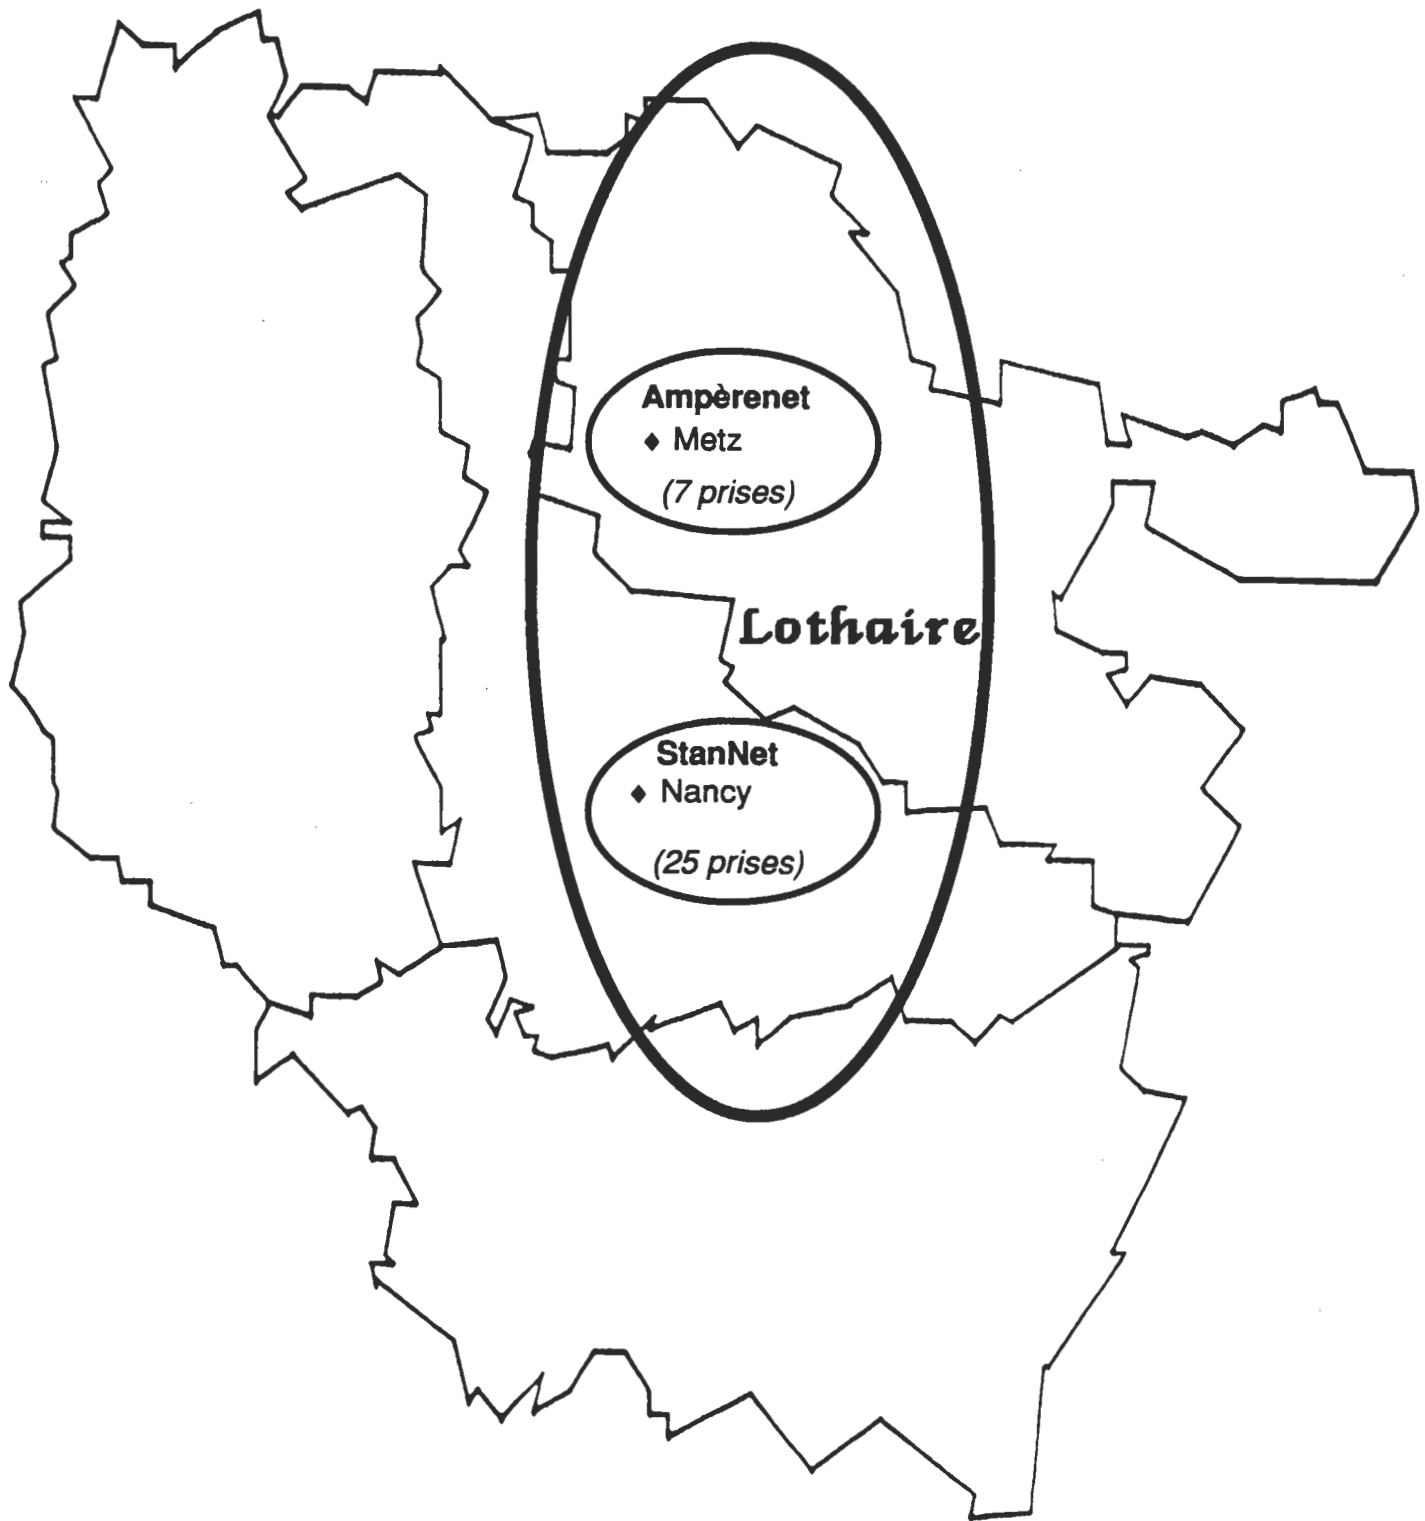 Ampèrenet
Metz
(7 prises)
Lothaire
StanNet
Nancy
(25 prises)